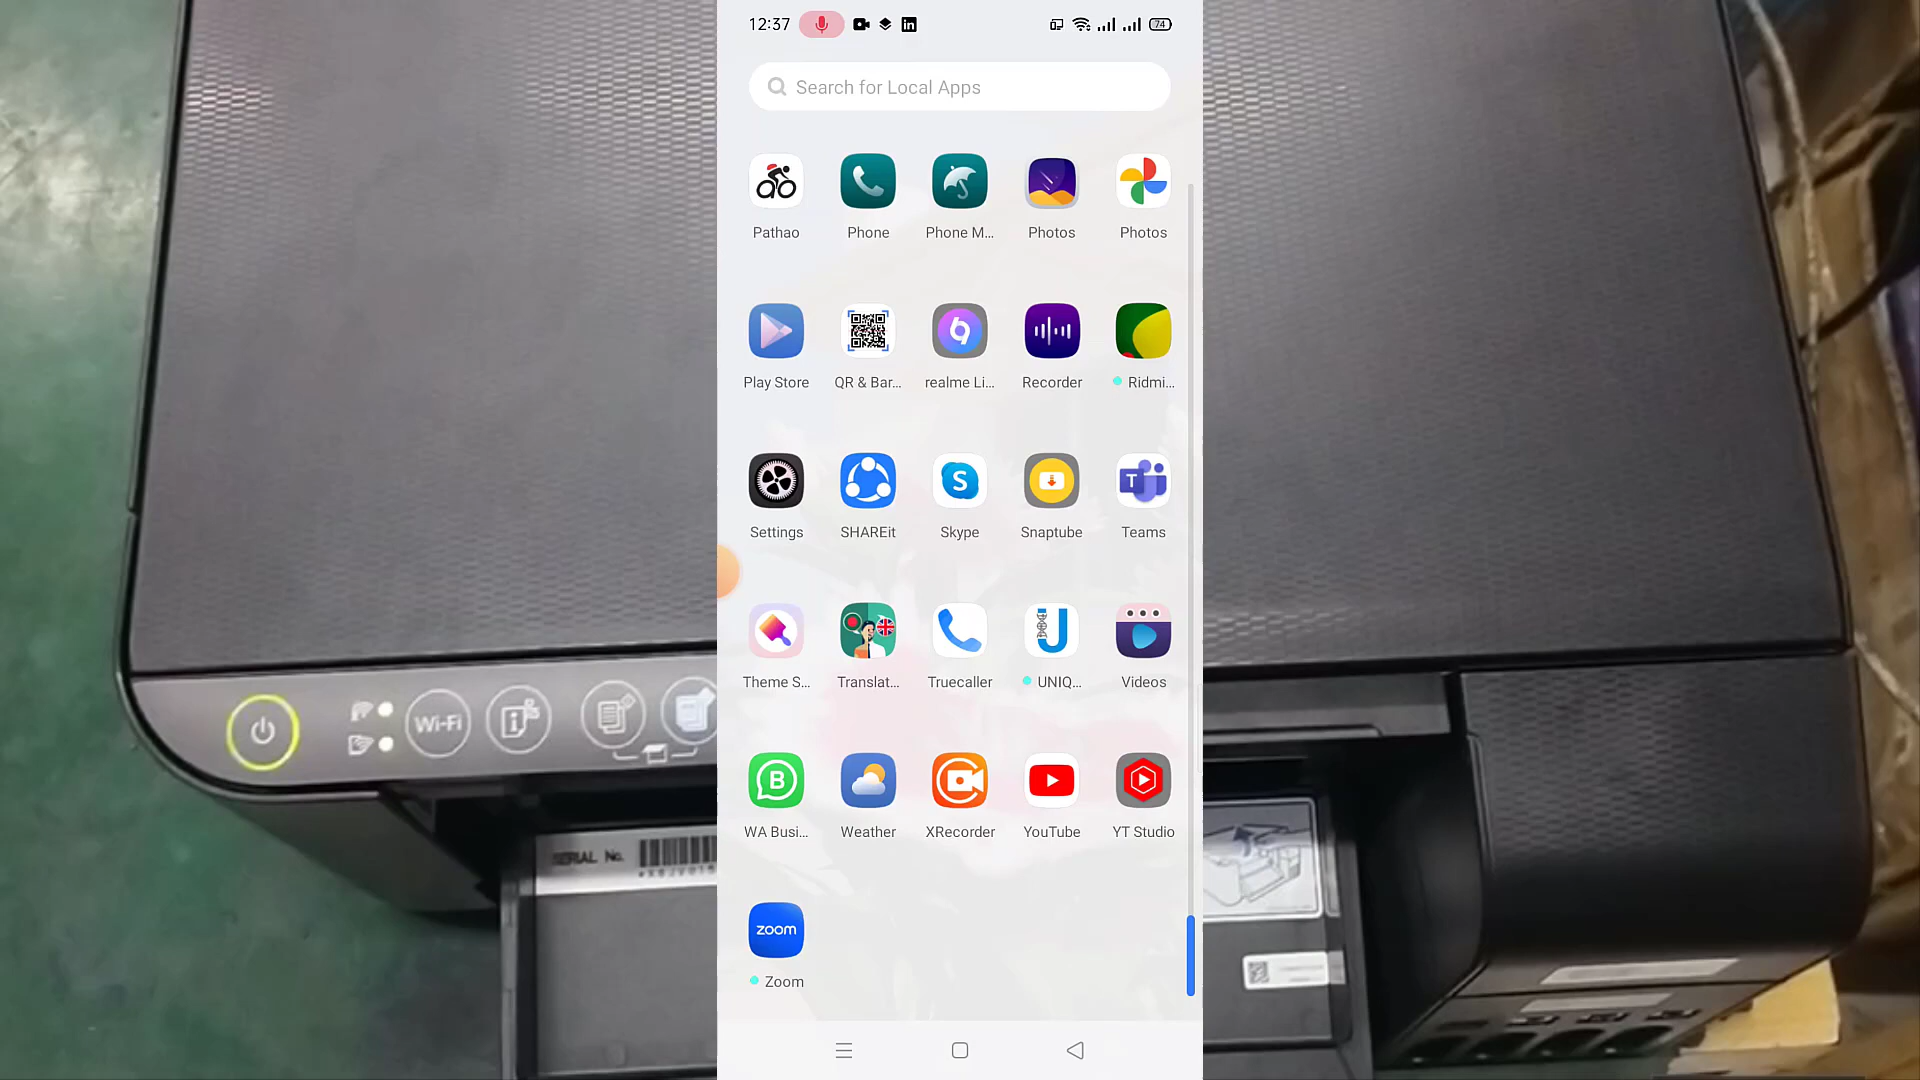 12:37
74
Search for Local Apps
Pathao
Phone
Phone M...
Photos
Photos
Play Store
QR & Bar...
realme Li...
Recorder
Ridmi...
Settings
SHAREit
S
Skype
Snaptube
T
Teams
Theme S...
Translat...
Truecaller
UNIQ...
Videos
B
WA Busi...
Weather
XRecorder
YouTube
YT Studio
zoom
Zoom
Wi-Fi
SERIAL No.